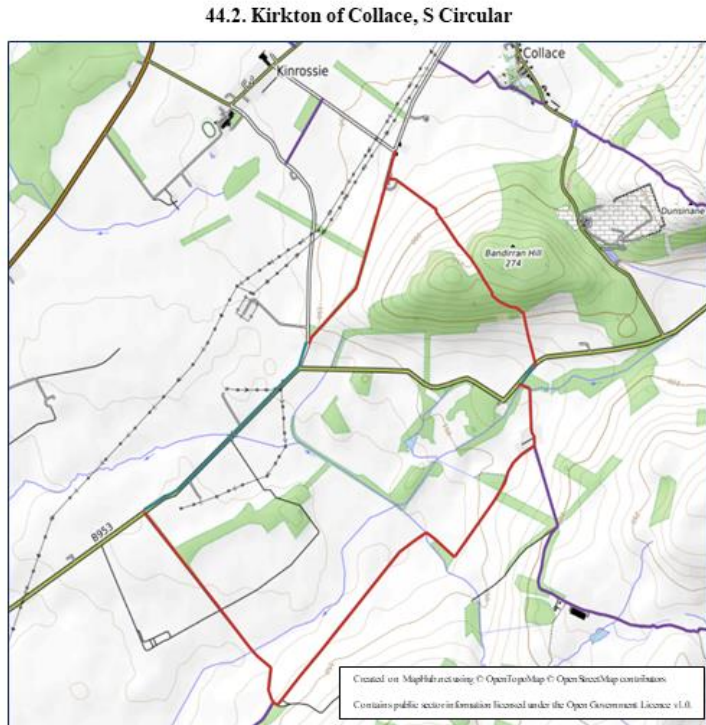 44.2. Kirkton of Collace, S Circular
Collace
Kinrossie
Dunsinane
Bandirran Hill
274
B953
Created on MapHub.net using © OpenTopoMap © OpenStreetMap contributors
Contains public sector information licensed under the Open Government Licence v1.0.